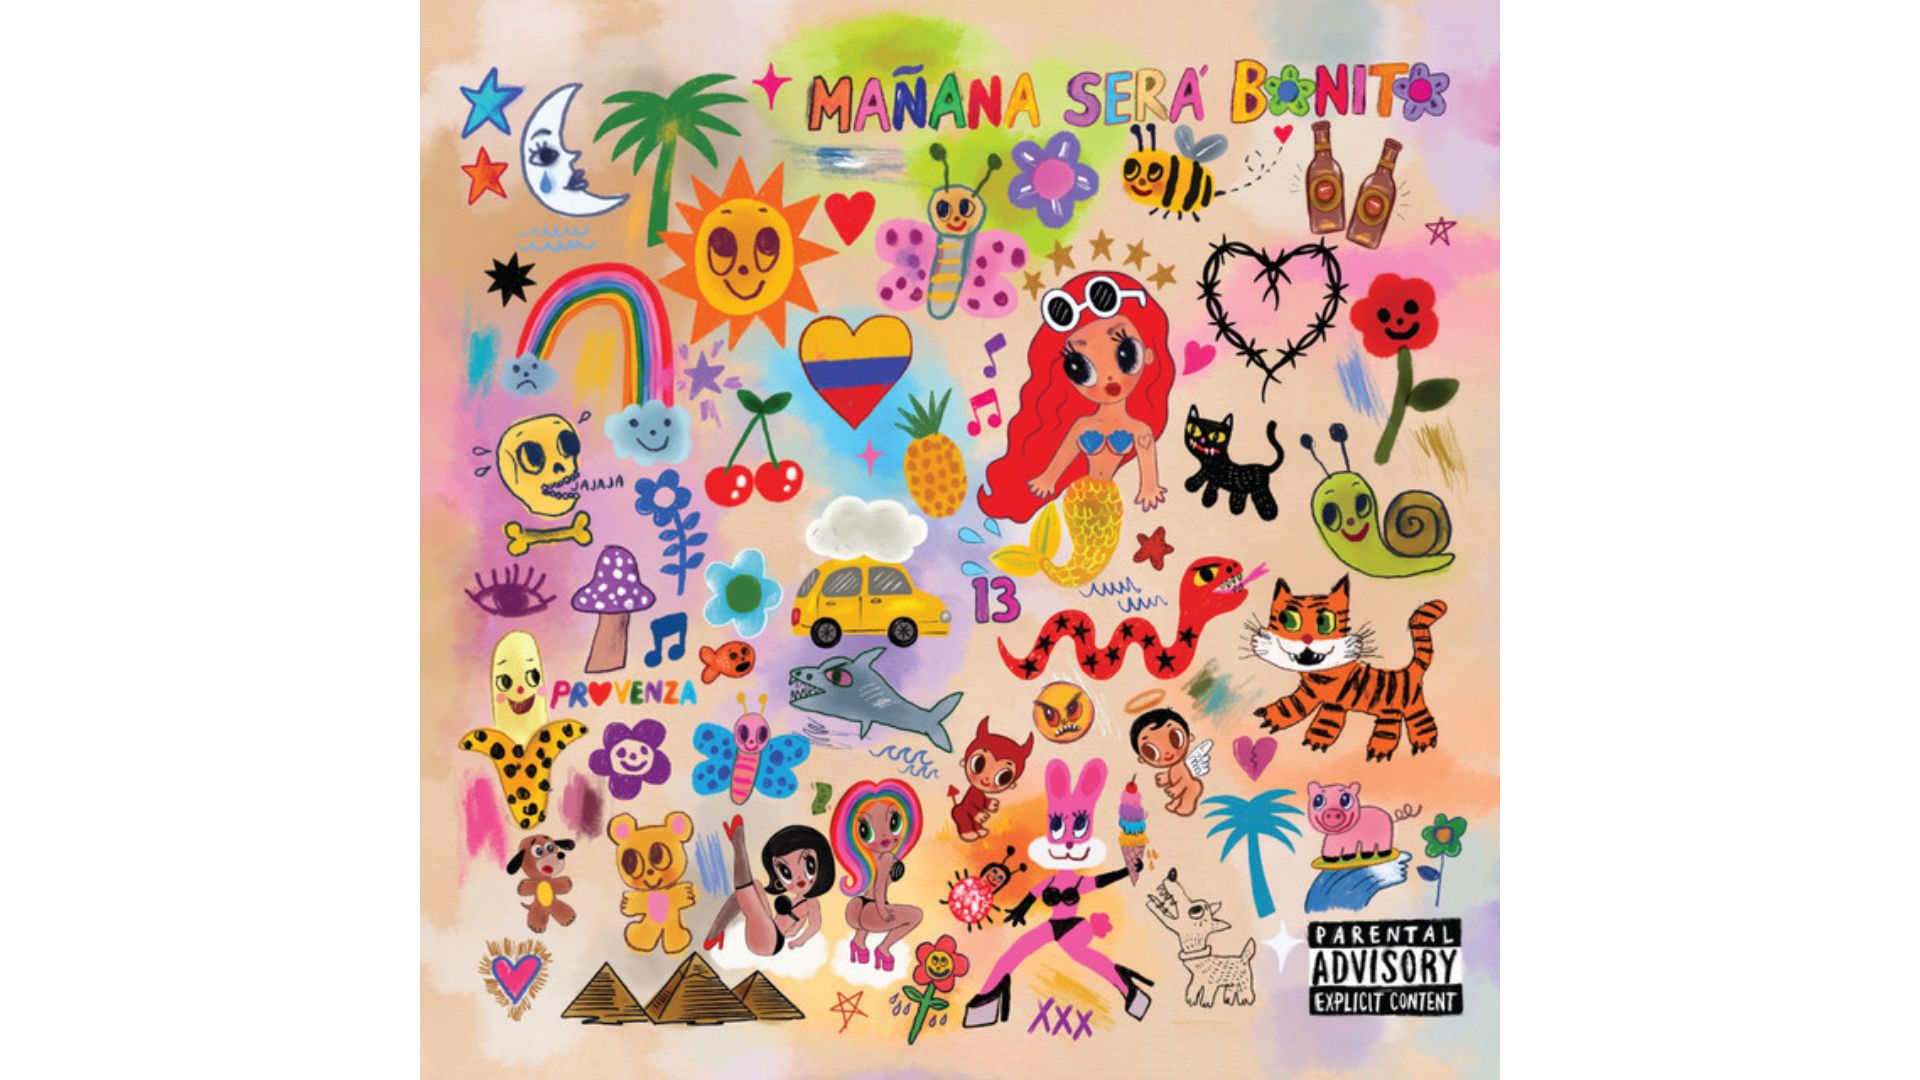 MAÑANA SERÁ BONITO
JAJAJA
13
PROVENZA
XXX
PARENTAL
ADVISORY
EXPLICIT CONTENT